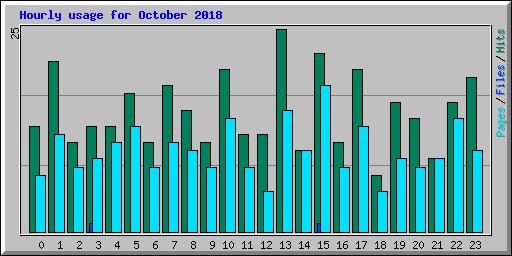 Hourly usage for October 2018
25
Pages/Files/Hits
0 1 2 3 4 5 6 7 8 9 10 11 12 13 14 15 16 17 18 19 20 21 22 23